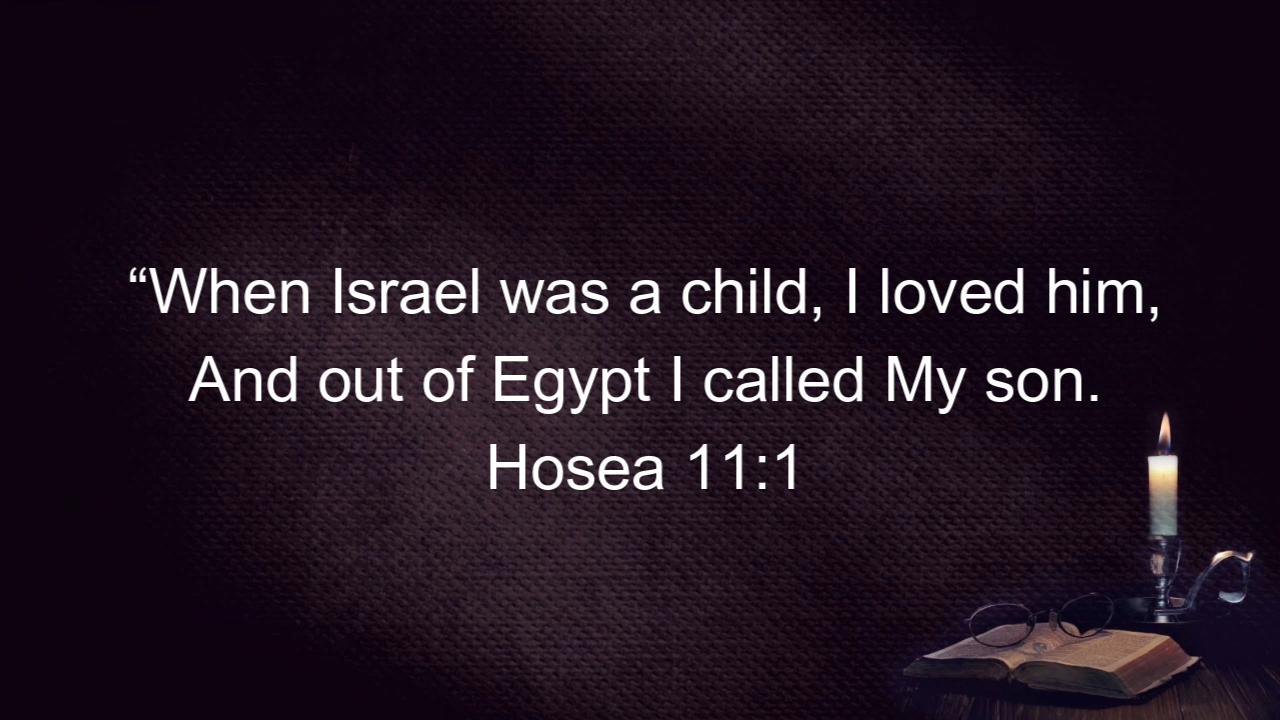 “When Israel was a child, I loved him,
And out of Egypt I called My son.
Hosea 11:1